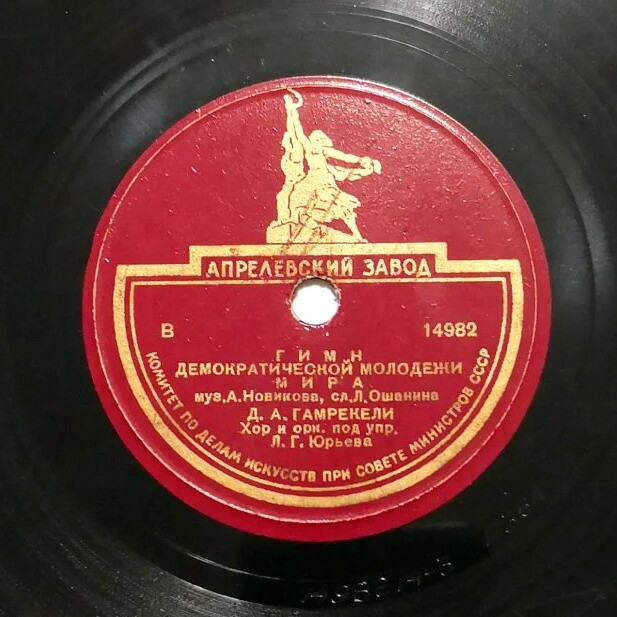 АПРЕЛЕВСКИЙ ЗАВОД
В 14982
ГИМН
ДЕМОКРАТИЧЕСКОЙ МОЛОДЕЖИ
МИРА
муз. А. Новикова, сл. Л. Ошанина
Д. А. ГАМРЕКЕЛИ
Хор и орк. под упр.
Л. Г. Юрьева
КОМИТЕТ ПО ДЕЛАМ ИСКУССТВ ПРИ СОВЕТЕ МИНИСТРОВ СССР